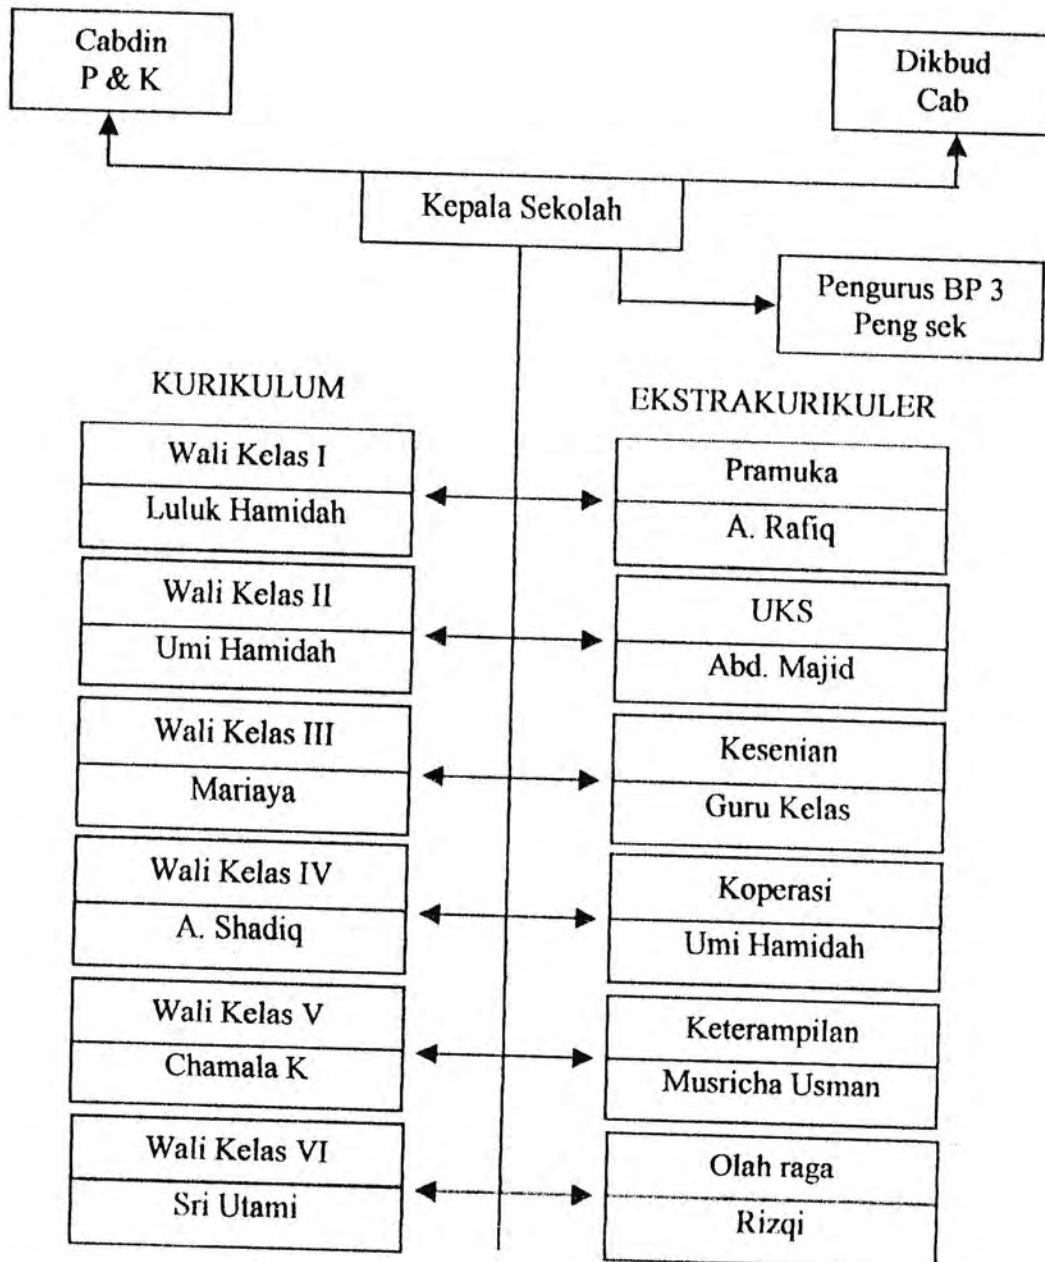 Cabdin
P & K
Dikbud
Cab
Kepala Sekolah
Pengurus BP 3
Peng sek
KURIKULUM
EKSTRAKURIKULER
Wali Kelas I
Luluk Hamidah
Pramuka
A. Rafiq
Wali Kelas II
Umi Hamidah
UKS
Abd. Majid
Wali Kelas III
Mariaya
Kesenian
Guru Kelas
Wali Kelas IV
A. Shadiq
Koperasi
Umi Hamidah
Wali Kelas V
Chamala K
Keterampilan
Musricha Usman
Wali Kelas VI
Sri Utami
Olah raga
Rizqi